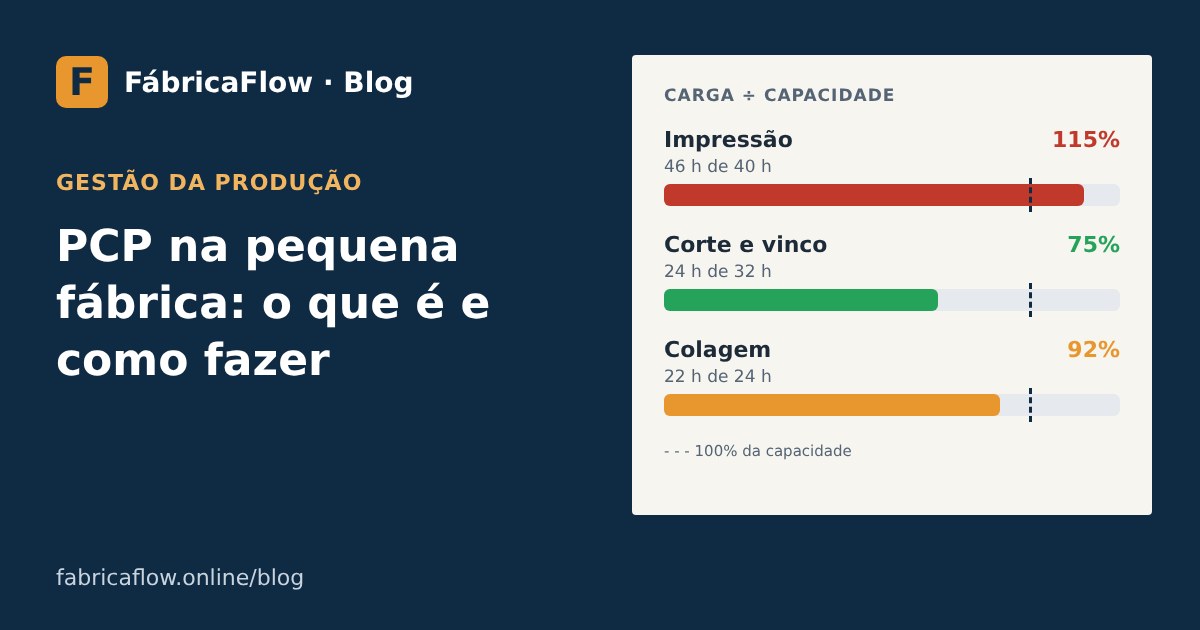 F
FábricaFlow · Blog
GESTÃO DA PRODUÇÃO
PCP na pequena
fábrica: o que é e
como fazer
fabricaflow.online/blog
CARGA ÷ CAPACIDADE
Impressão 115%
46 h de 40 h
Corte e vinco 75%
24 h de 32 h
Colagem 92%
22 h de 24 h
- - - 100% da capacidade